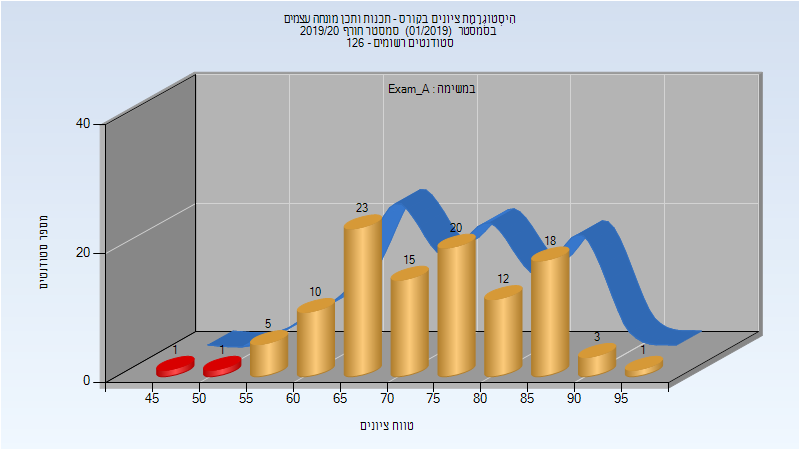 היסטוגרמת ציונים בקורס - תכנות ותכן מונחה עצמים
בסמסטר (01/2019) סמסטר חורף 2019/20
סטודנטים רשומים - 126
במשימה : Exam_A
מספר סטודנטים
40
20
0
1
1
5
10
23
15
20
12
18
3
1
45 50 55 60 65 70 75 80 85 90 95
טווח ציונים